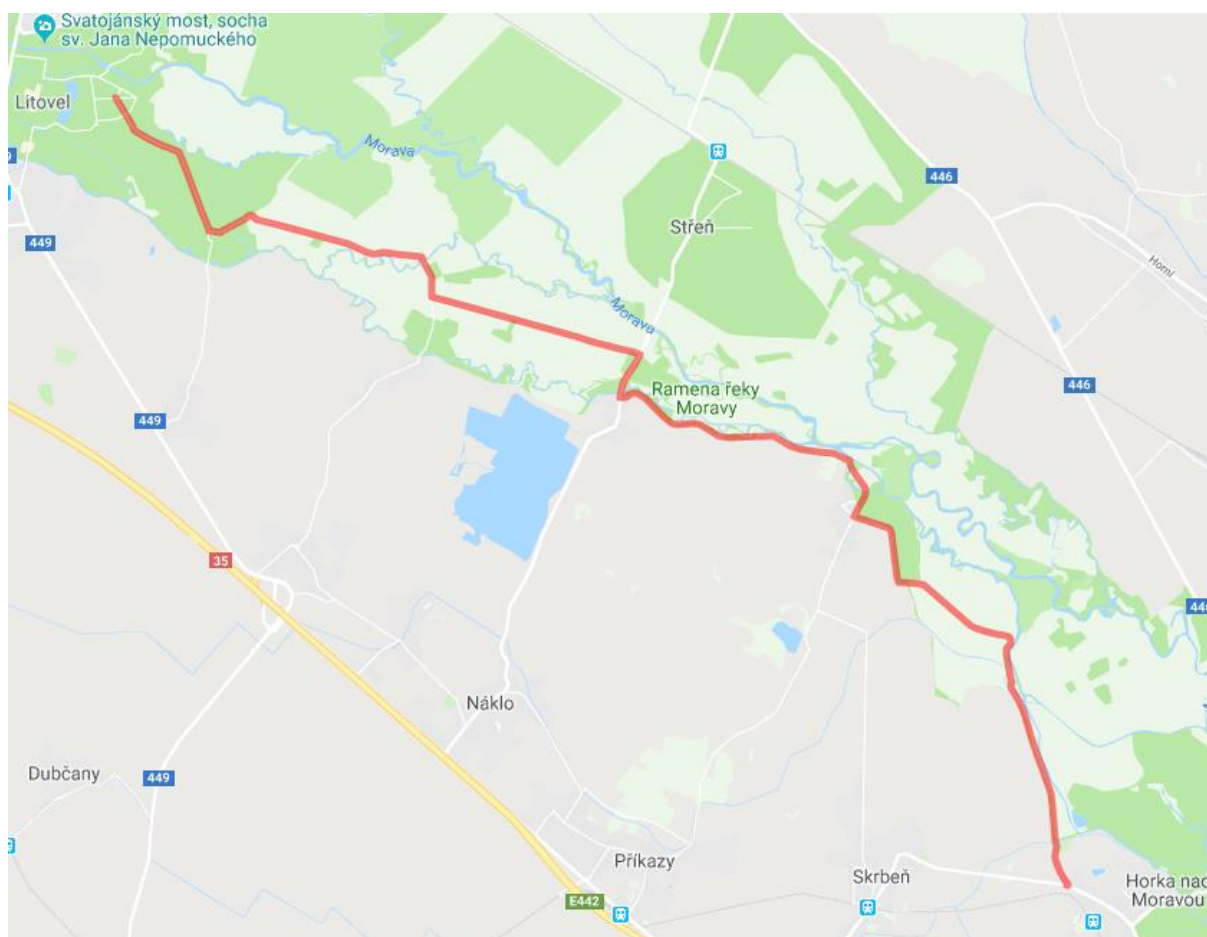 Svatojánský most, socha
sv. Jana Nepomuckého
Litovel
Morava
446
449
Střeň
Horní
Morava
446
Ramena řeky
Moravy
449
35
Náklo
Dubčany
449
Příkazy
Skrbeň
Horka nad
Moravou
E442